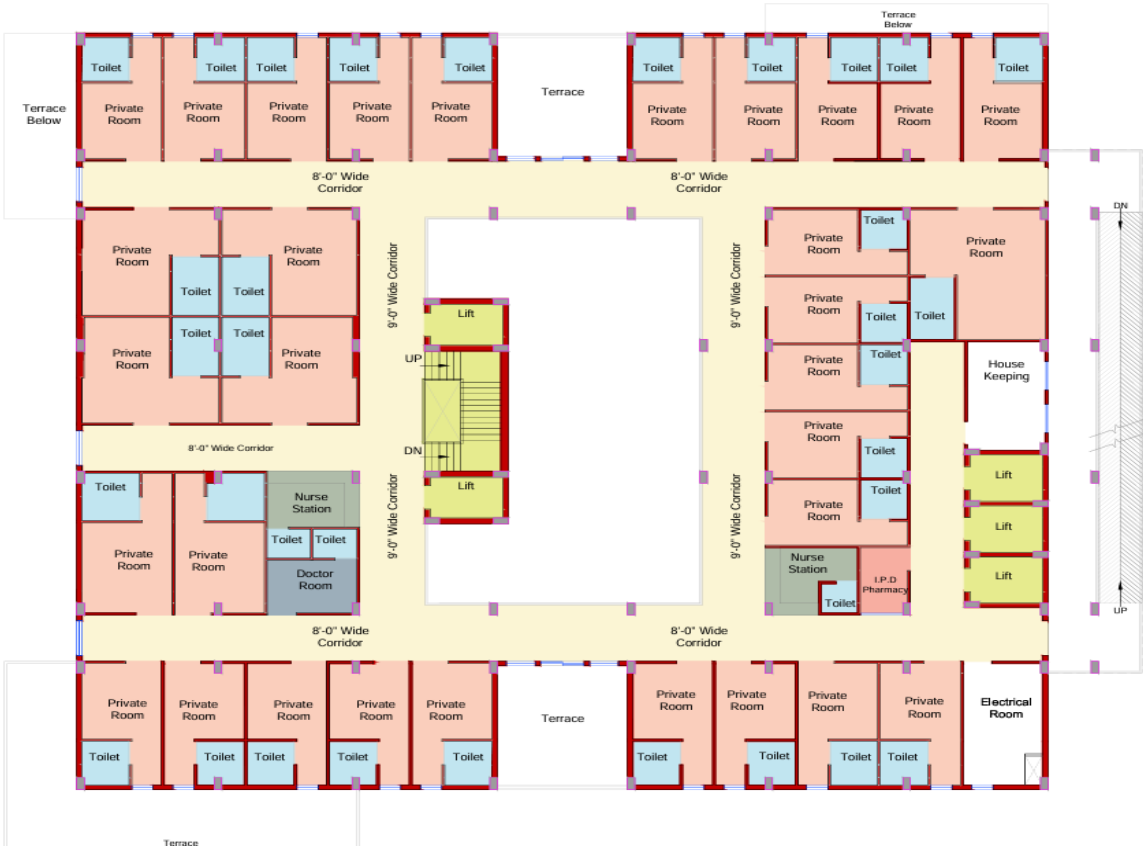 Terrace
Below
Toilet
Toilet
Toilet
Toilet
Toilet
Toilet
Toilet
Toilet
Toilet
Toilet
Terrace
Terrace
Below
Private
Room
Private
Room
Private
Room
Private
Room
Private
Room
Private
Room
Private
Room
Private
Room
Private
Room
Private
Room
8'-0" Wide
Corridor
8'-0" Wide
Corridor
DN
Private
Room
Private
Room
Toilet
Toilet
9'-0" Wide Corridor
9'-0" Wide Corridor
Private
Room
Toilet
Private
Room
Private
Room
Toilet
Toilet
Lift
Toilet
Toilet
Private
Room
Private
Room
UP
Private
Room
Toilet
House
Keeping
8'-0" Wide Corridor
DN
Private
Room
Toilet
Toilet
Nurse
Station
Lift
9'-0" Wide Corridor
9'-0" Wide Corridor
Private
Room
Toilet
Lift
Lift
Lift
Private
Room
Private
Room
Toilet
Toilet
Doctor
Room
Nurse
Station
Toilet
I.P.D
Pharmacy
UP
8'-0" Wide
Corridor
8'-0" Wide
Corridor
Private
Room
Private
Room
Private
Room
Private
Room
Private
Room
Terrace
Private
Room
Private
Room
Private
Room
Private
Room
Electrical
Room
Toilet
Toilet
Toilet
Toilet
Toilet
Toilet
Toilet
Toilet
Toilet
Terrace